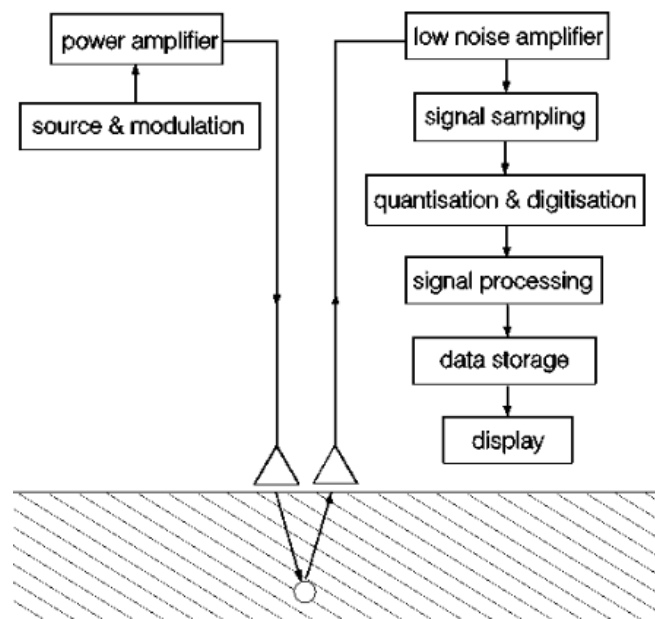 power amplifier
source & modulation
low noise amplifier
signal sampling
quantisation & digitisation
signal processing
data storage
display